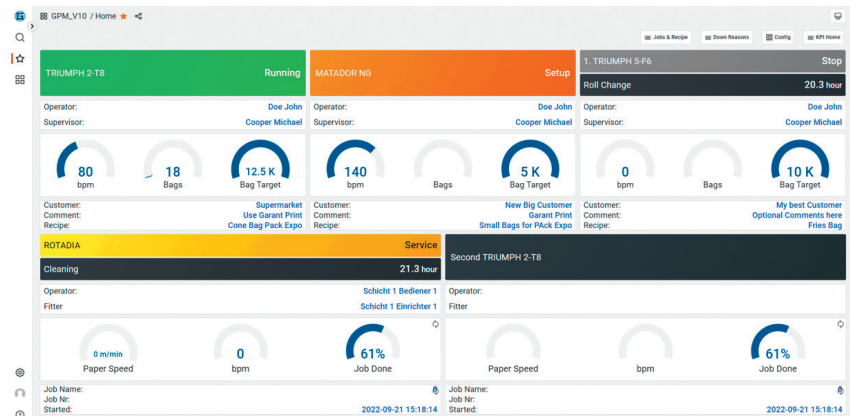 GPM_V10 / Home
Jobs & Recipe Down Reasons Config KPI Home
TRIUMPH 2-T8 Running
MATADOR NG Setup
1. TRIUMPH 5-F6 Stop
Roll Change 20.3 hour
Operator: Doe John
Supervisor: Cooper Michael
Operator: Doe John
Supervisor: Cooper Michael
Operator: Doe John
Supervisor: Cooper Michael
80
bpm
18
Bags
12.5 K
Bag Target
140
bpm
Bags
5 K
Bag Target
0
bpm
Bags
10 K
Bag Target
Customer: Supermarket
Comment: Use Garant Print
Recipe: Cone Bag Pack Expo
Customer: New Big Customer
Comment: Garant Print
Recipe: Small Bags for PAck Expo
Customer: My best Customer
Comment: Optional Comments here
Recipe: Fries Bag
ROTADIA Service
Cleaning 21.3 hour
Second TRIUMPH 2-T8
Operator: Schicht 1 Bediener 1
Fitter Schicht 1 Einrichter 1
Operator:
Fitter
0 m/min
Paper Speed
0
bpm
61%
Job Done
Paper Speed
bpm
61%
Job Done
Job Name:
Job Nr:
Started: 2022-09-21 15:18:14
Job Name:
Job Nr:
Started: 2022-09-21 15:18:14